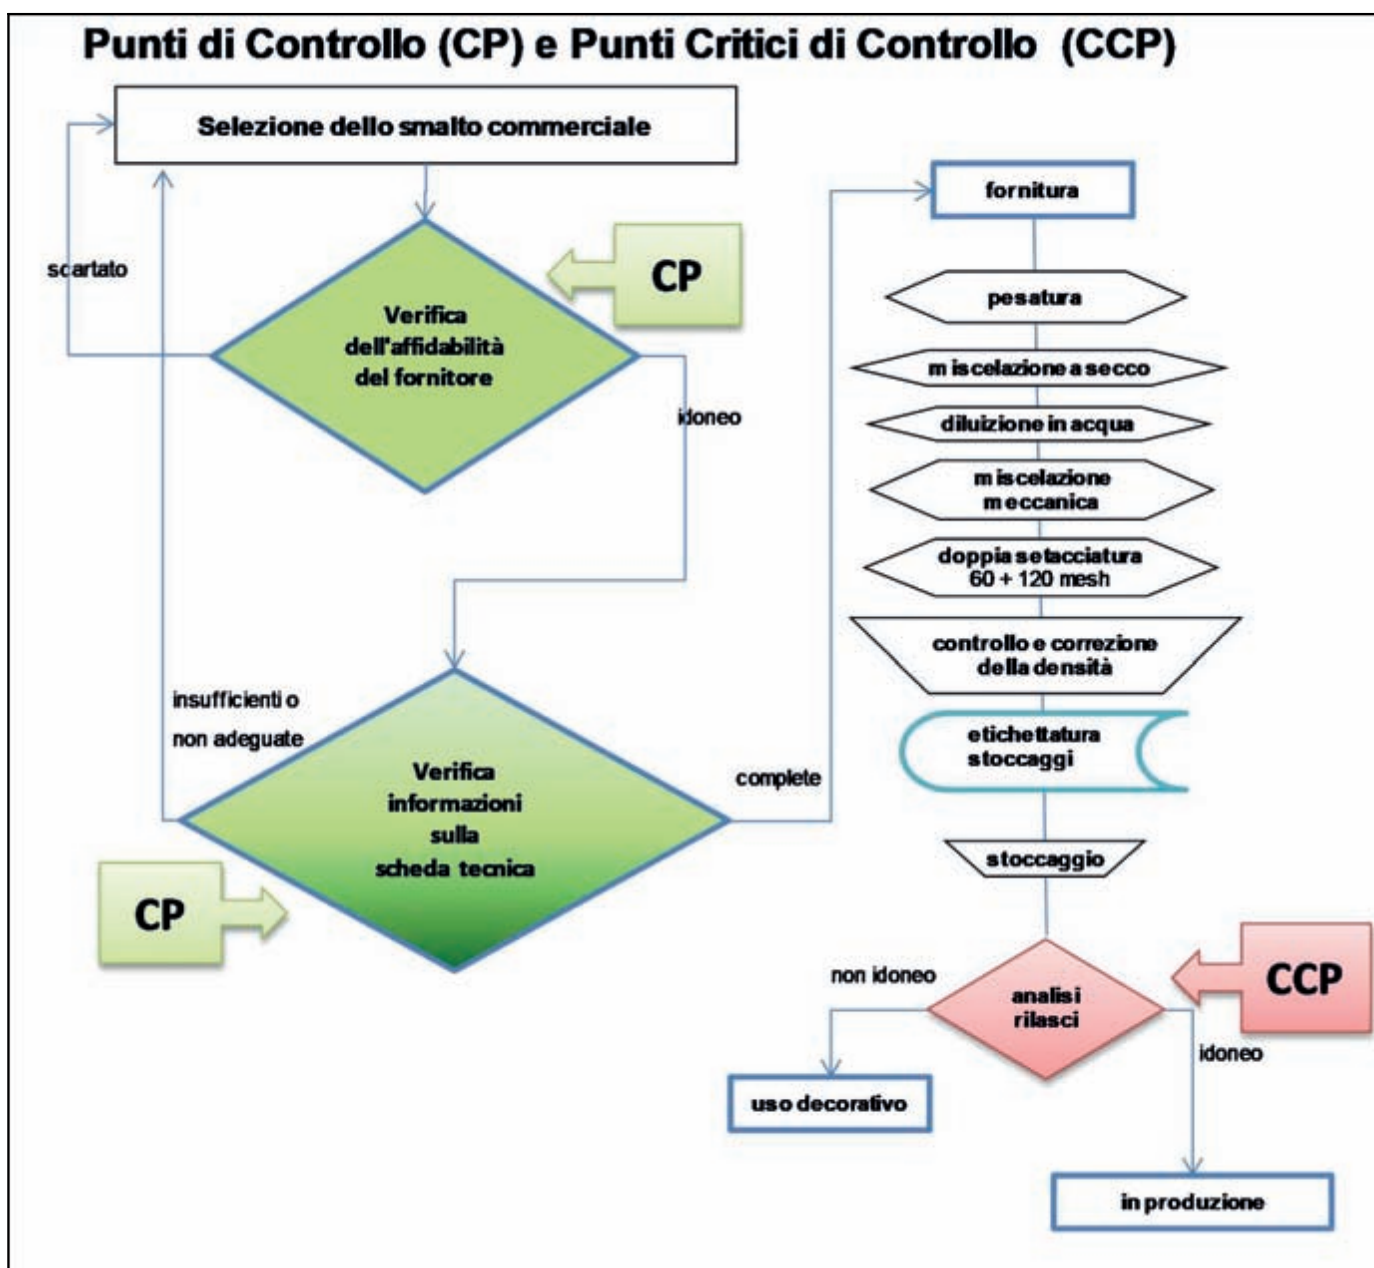 Punti di Controllo (CP) e Punti Critici di Controllo (CCP)
Selezione dello smalto commerciale
scartato
CP
Verifica
dell'affidabilità
del fornitore
idoneo
insufficienti o
non adeguate
Verifica
informazioni
sulla
scheda tecnica
CP
complete
fornitura
pesatura
miscelazione a secco
diluizione in acqua
miscelazione
meccanica
doppia setacciatura
60 + 120 mesh
controllo e correzione
della densità
etichettatura
stoccaggi
stoccaggio
non idoneo
analisi
rilasci
CCP
idoneo
uso decorativo
in produzione